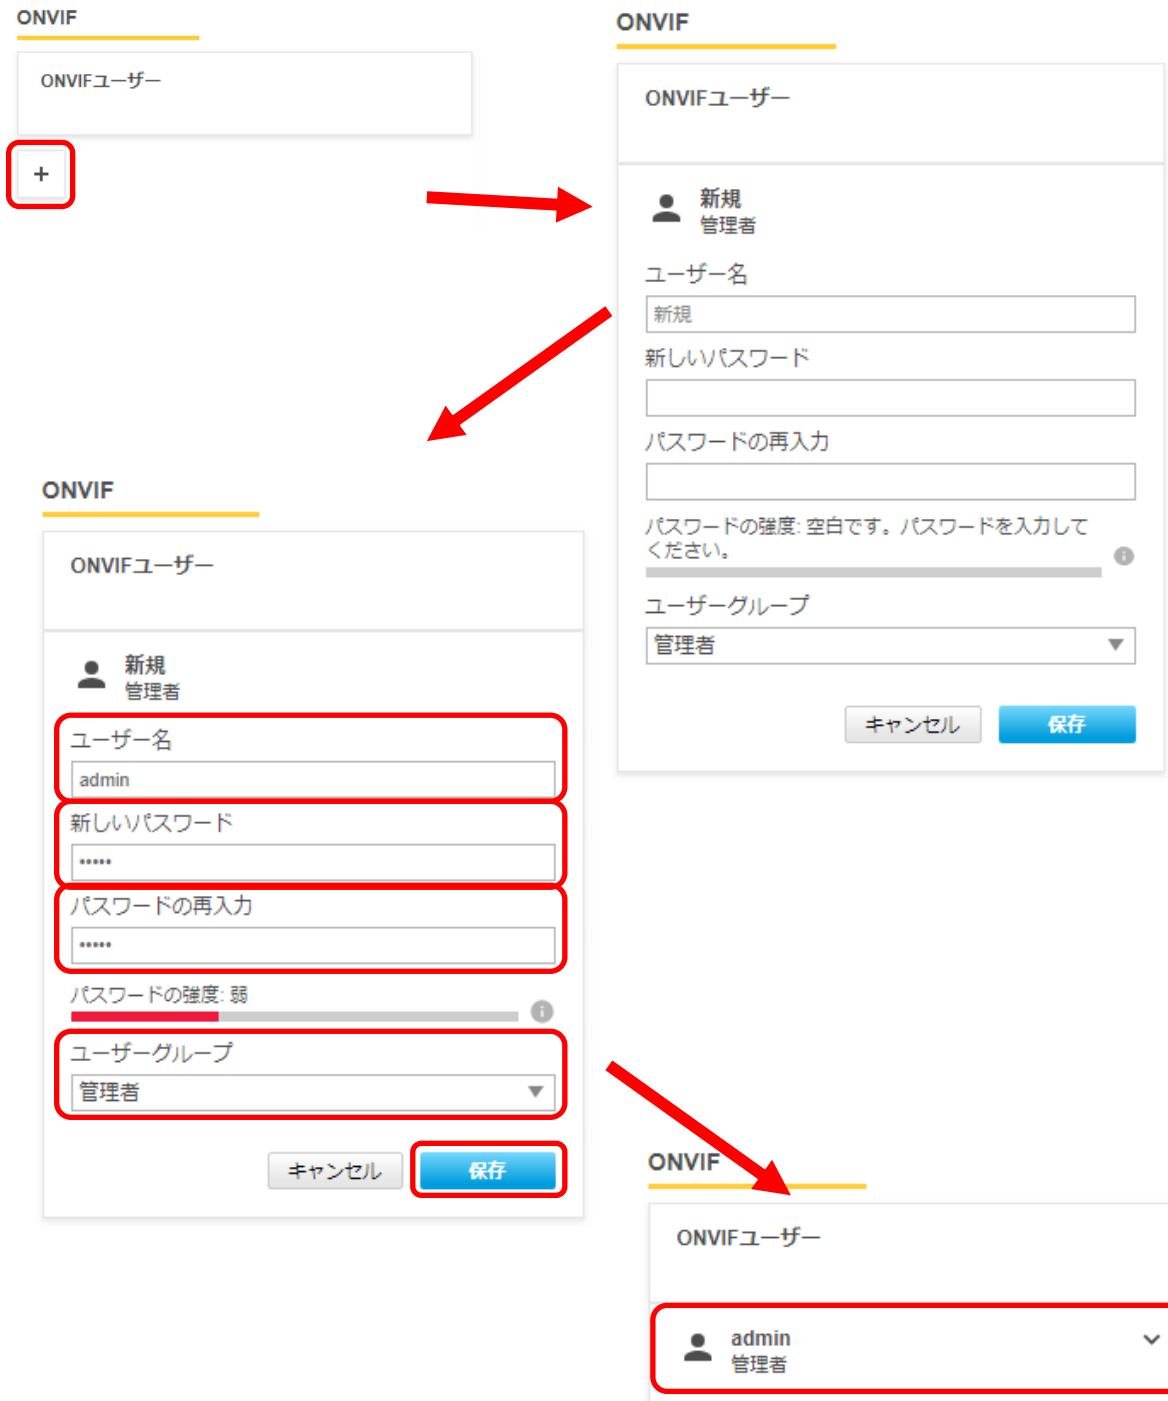 ONVIF
ONVIFユーザー
+
ONVIF
ONVIFユーザー
新規
管理者
ユーザー名
新規
新しいパスワード
パスワードの再入力
パスワードの強度: 空白です。パスワードを入力して
ください。
ユーザーグループ
管理者
キャンセル
保存
ONVIF
ONVIFユーザー
新規
管理者
ユーザー名
admin
新しいパスワード
•••••
パスワードの再入力
•••••
パスワードの強度: 弱
ユーザーグループ
管理者
キャンセル
保存
ONVIF
ONVIFユーザー
admin
管理者